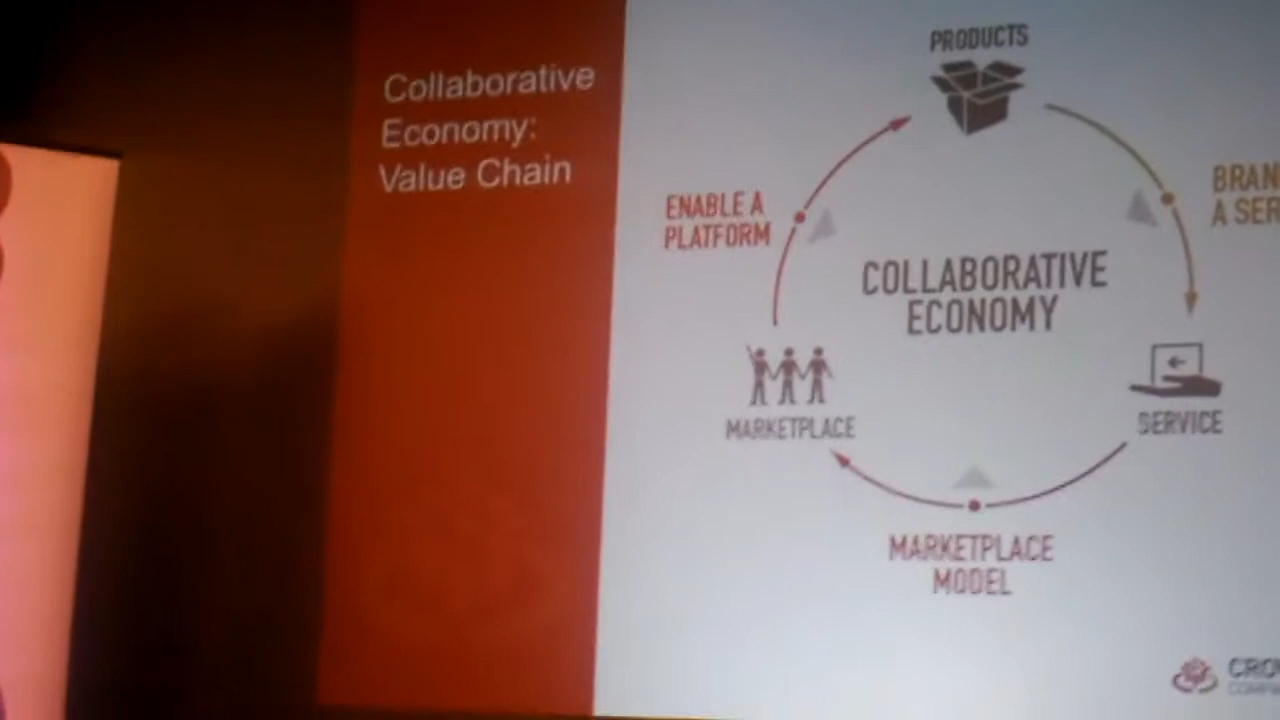 Collaborative
Economy:
Value Chain
PRODUCTS
ENABLE A
PLATFORM
A
COLLABORATIVE
ECONOMY
MARKETPLACE
SERVICE
MARKETPLACE
MODEL